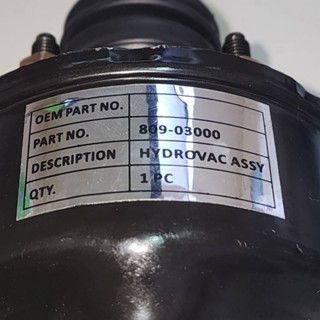 OEM PART NO.
PART NO. 809-03000
DESCRIPTION HYDROVAC ASSY
QTY. 1 PC